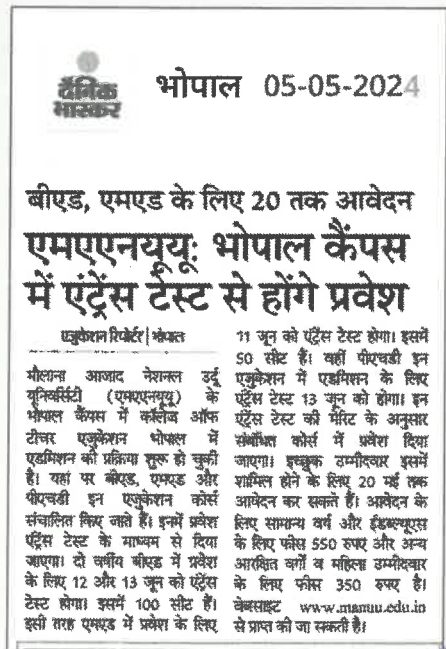 दैनिक
भास्कर
भोपाल 05-05-2024
बीएड, एमएड के लिए 20 तक आवेदन
एमएएनयूयू: भोपाल कैंपस
में एंट्रेंस टेस्ट से होंगे प्रवेश
एजुकेशन रिपोर्टर | भोपाल
मौलाना आजाद नेशनल उर्दू
यूनिवर्सिटी (एमएएनयूयू) के
भोपाल कैंपस में कॉलेज ऑफ
टीचर एजुकेशन भोपाल में
एडमिशन की प्रक्रिया शुरू हो चुकी
है। यहां पर बीएड, एमएड और
पीएचडी इन एजुकेशन कोर्स
संचालित किए जाते हैं। इनमें प्रवेश
एंट्रेंस टेस्ट के माध्यम से दिया
जाएगा। दो वर्षीय बीएड में प्रवेश
के लिए 12 और 13 जून को एंट्रेंस
टेस्ट होगा। इसमें 100 सीट हैं।
इसी तरह एमएड में प्रवेश के लिए
11 जून को एंट्रेंस टेस्ट होगा। इसमें
50 सीट हैं। वहीं पीएचडी इन
एजुकेशन में एडमिशन के लिए
एंट्रेंस टेस्ट 13 जून को होगा। इन
एंट्रेंस टेस्ट की मेरिट के अनुसार
संबंधित कोर्स में प्रवेश दिया
जाएगा। इच्छुक उम्मीदवार इसमें
शामिल होने के लिए 20 मई तक
आवेदन कर सकते हैं। आवेदन के
लिए सामान्य वर्ग और ईडब्ल्यूएस
के लिए फीस 550 रुपए और अन्य
आरक्षित वर्गों व महिला उम्मीदवार
के लिए फीस 350 रुपए है।
वेबसाइट www.manuu.edu.in
से प्राप्त की जा सकती है।